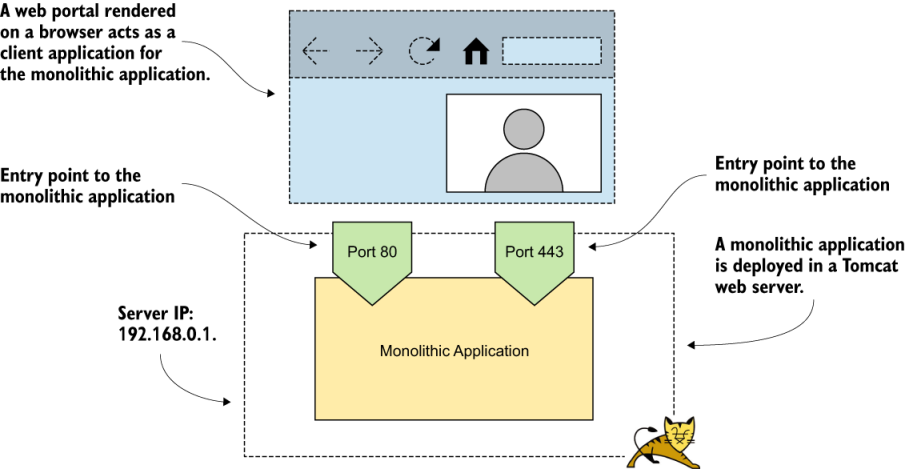 A web portal rendered
on a browser acts as a
client application for
the monolithic application.
Entry point to the
monolithic application
Entry point to the
monolithic application
Port 80
Port 443
A monolithic application
is deployed in a Tomcat
web server.
Server IP:
192.168.0.1.
Monolithic Application